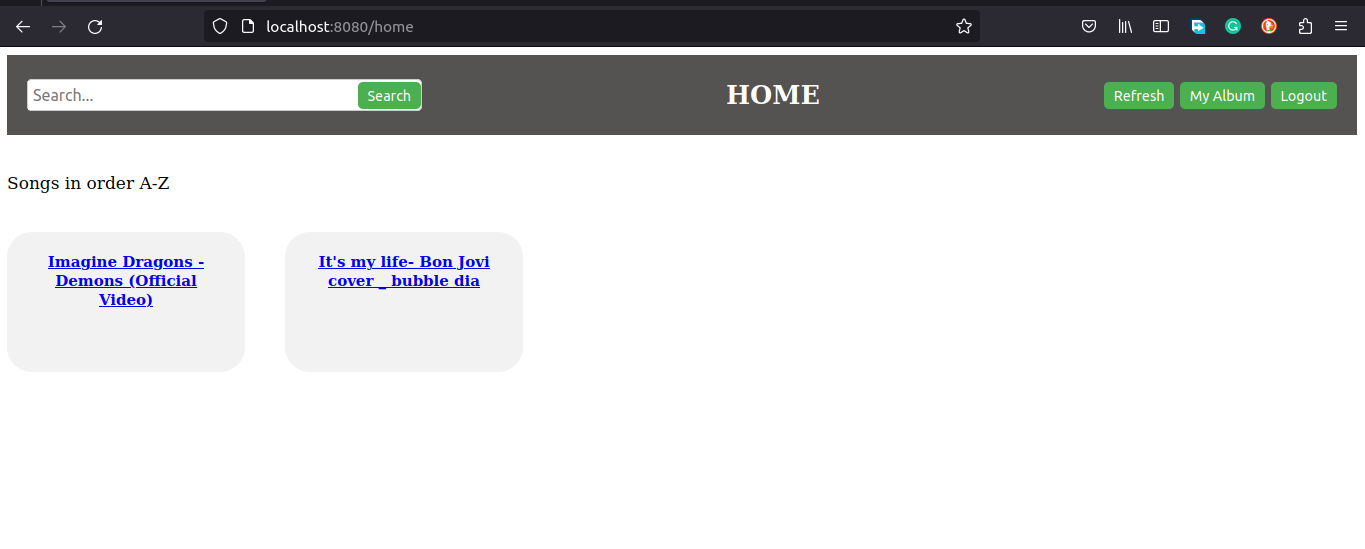 localhost:8080/home
Search...
Search
HOME
Refresh
My Album
Logout
Songs in order A-Z
Imagine Dragons -
Demons (Official
Video)
It's my life- Bon Jovi
cover _ bubble dia